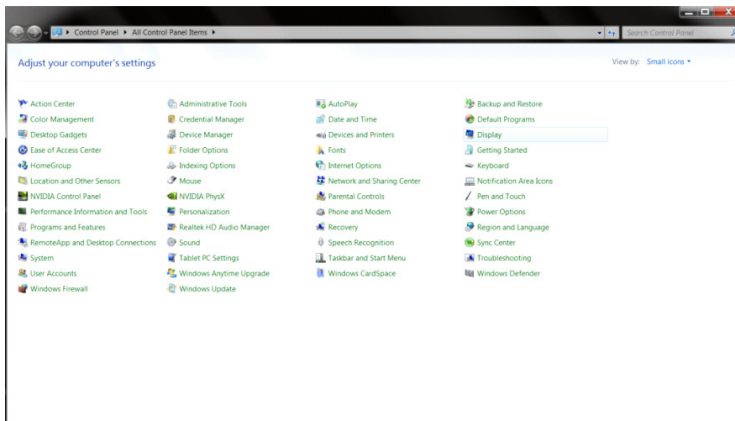 Control Panel ▸ All Control Panel Items ▸
Search Control Panel
Adjust your computer's settings
View by: Small icons
Action Center
Administrative Tools
AutoPlay
Backup and Restore
Color Management
Credential Manager
Date and Time
Default Programs
Desktop Gadgets
Device Manager
Devices and Printers
Display
Ease of Access Center
Folder Options
Fonts
Getting Started
HomeGroup
Indexing Options
Internet Options
Keyboard
Location and Other Sensors
Mouse
Network and Sharing Center
Notification Area Icons
NVIDIA Control Panel
NVIDIA PhysX
Parental Controls
Pen and Touch
Performance Information and Tools
Personalization
Phone and Modem
Power Options
Programs and Features
Realtek HD Audio Manager
Recovery
Region and Language
RemoteApp and Desktop Connections
Sound
Speech Recognition
Sync Center
System
Tablet PC Settings
Taskbar and Start Menu
Troubleshooting
User Accounts
Windows Anytime Upgrade
Windows CardSpace
Windows Defender
Windows Firewall
Windows Update